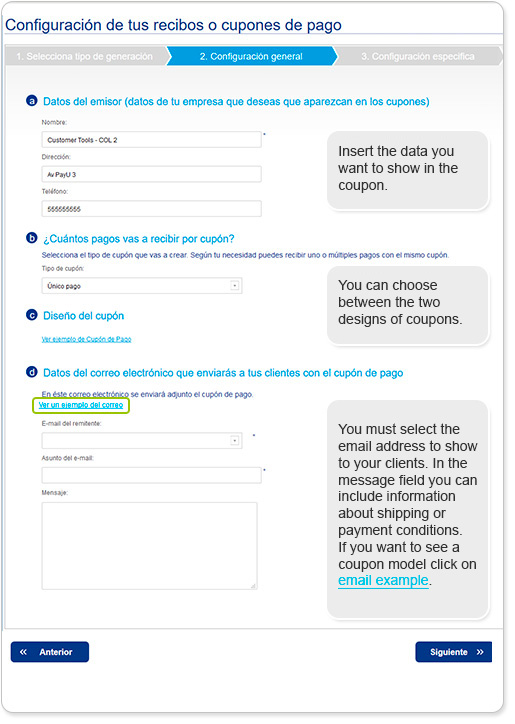 Configuración de tus recibos o cupones de pago
1. Selecciona tipo de generación
2. Configuración general
3. Configuración especifica
a Datos del emisor (datos de tu empresa que deseas que aparezcan en los cupones)
Nombre:
Customer Tools - COL 2
*
Dirección:
Av PayU 3
Teléfono:
555555555
Insert the data you
want to show in the
coupon.
b ¿Cuántos pagos vas a recibir por cupón?
Selecciona el tipo de cupón que vas a crear. Según tu necesidad puedes recibir uno o múltiples pagos con el mismo cupón.
Tipo de cupón:
Único pago
You can choose
between the two
designs of coupons.
c Diseño del cupón
Ver ejemplo de Cupón de Pago
d Datos del correo electrónico que enviarás a tus clientes con el cupón de pago
En éste correo electrónico se enviará adjunto el cupón de pago.
Ver un ejemplo del correo
E-mail del remitente:
*
Asunto del e-mail:
*
Mensaje:
You must select the
email address to show
to your clients. In the
message field you can
include information
about shipping or
payment conditions.
If you want to see a
coupon model click on
email example.
« Anterior
Siguiente »